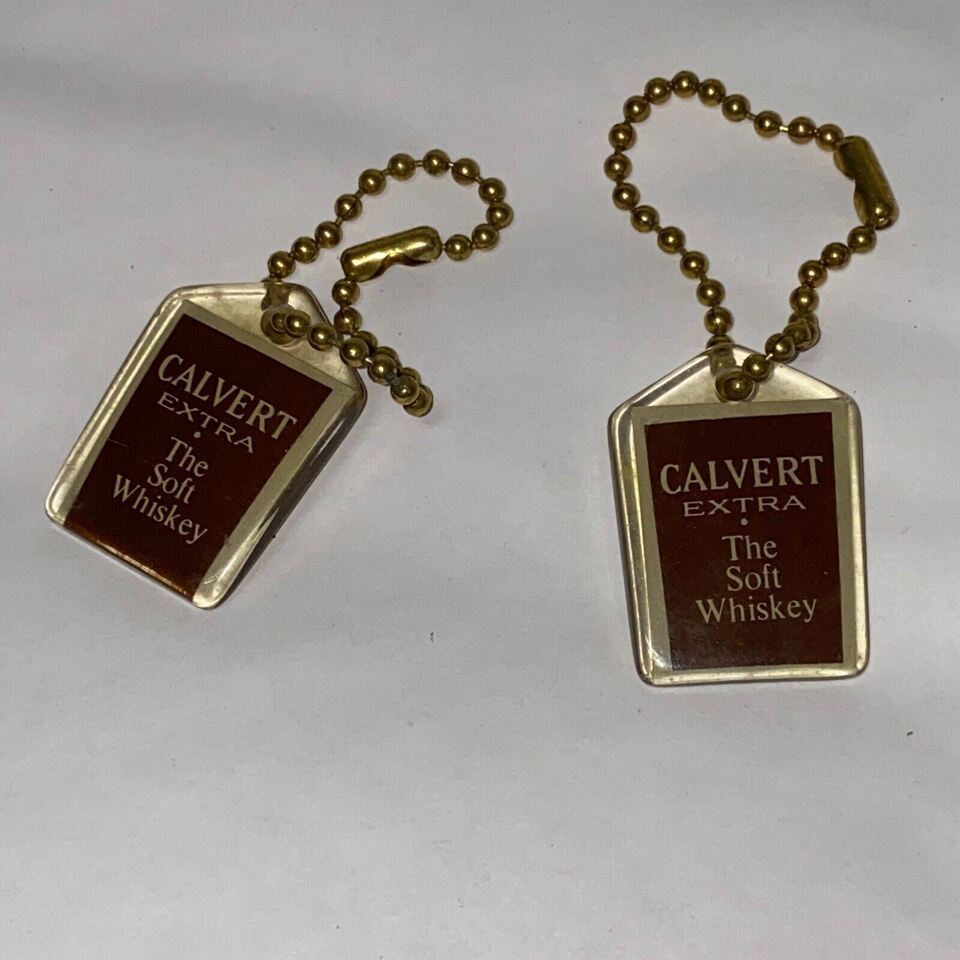 CALVERT
EXTRA
•
The
Soft
Whiskey
CALVERT
EXTRA
•
The
Soft
Whiskey